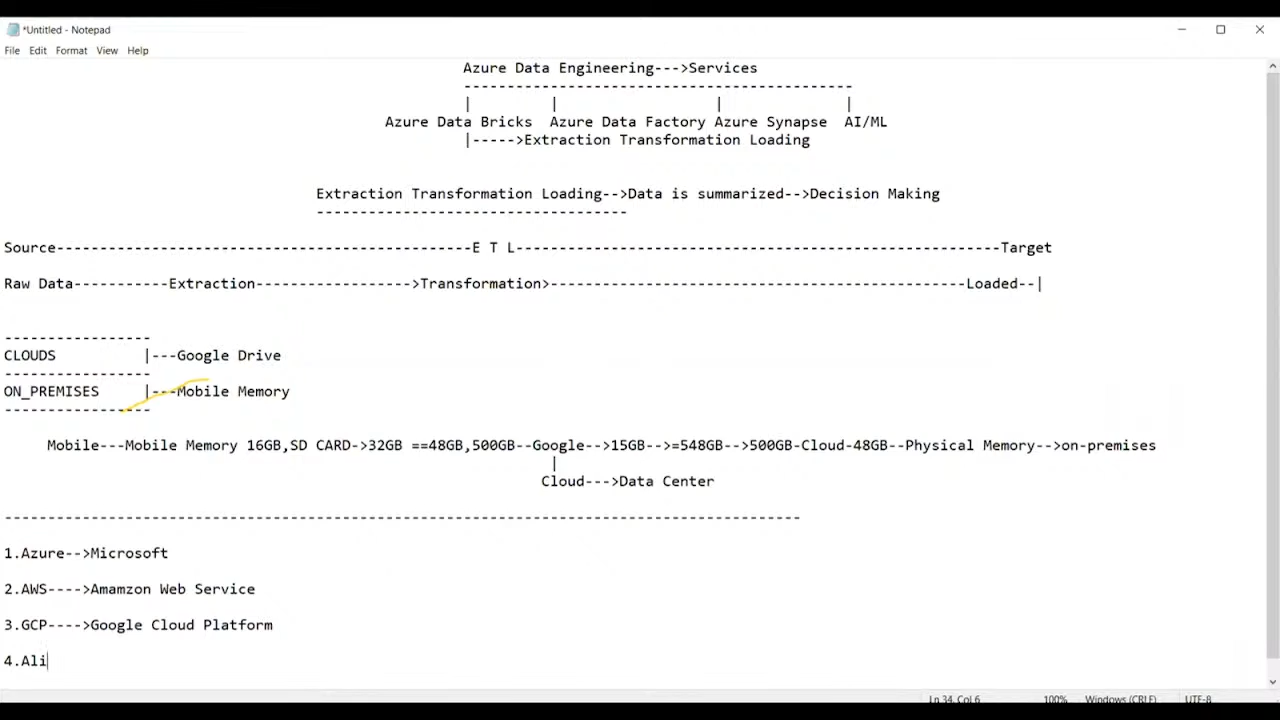 *Untitled - Notepad
File Edit Format View Help
Azure Data Engineering--->Services
---------------------------------------------
| | | |
Azure Data Bricks Azure Data Factory Azure Synapse AI/ML
|----->Extraction Transformation Loading
Extraction Transformation Loading-->Data is summarized-->Decision Making
------------------------------------
Source------------------------------------------------E T L--------------------------------------------------------Target
Raw Data-----------Extraction------------------>Transformation>------------------------------------------------Loaded--|
-----------------
CLOUDS |---Google Drive
-----------------
ON_PREMISES |---Mobile Memory
-----------------
Mobile---Mobile Memory 16GB,SD CARD->32GB ==48GB,500GB--Google-->15GB-->=548GB-->500GB-Cloud-48GB--Physical Memory-->on-premises
|
Cloud--->Data Center
--------------------------------------------------------------------------------------------
1.Azure-->Microsoft
2.AWS---->Amamzon Web Service
3.GCP---->Google Cloud Platform
4.Ali
Ln 34, Col 6 100% Windows (CRLF) UTF-8